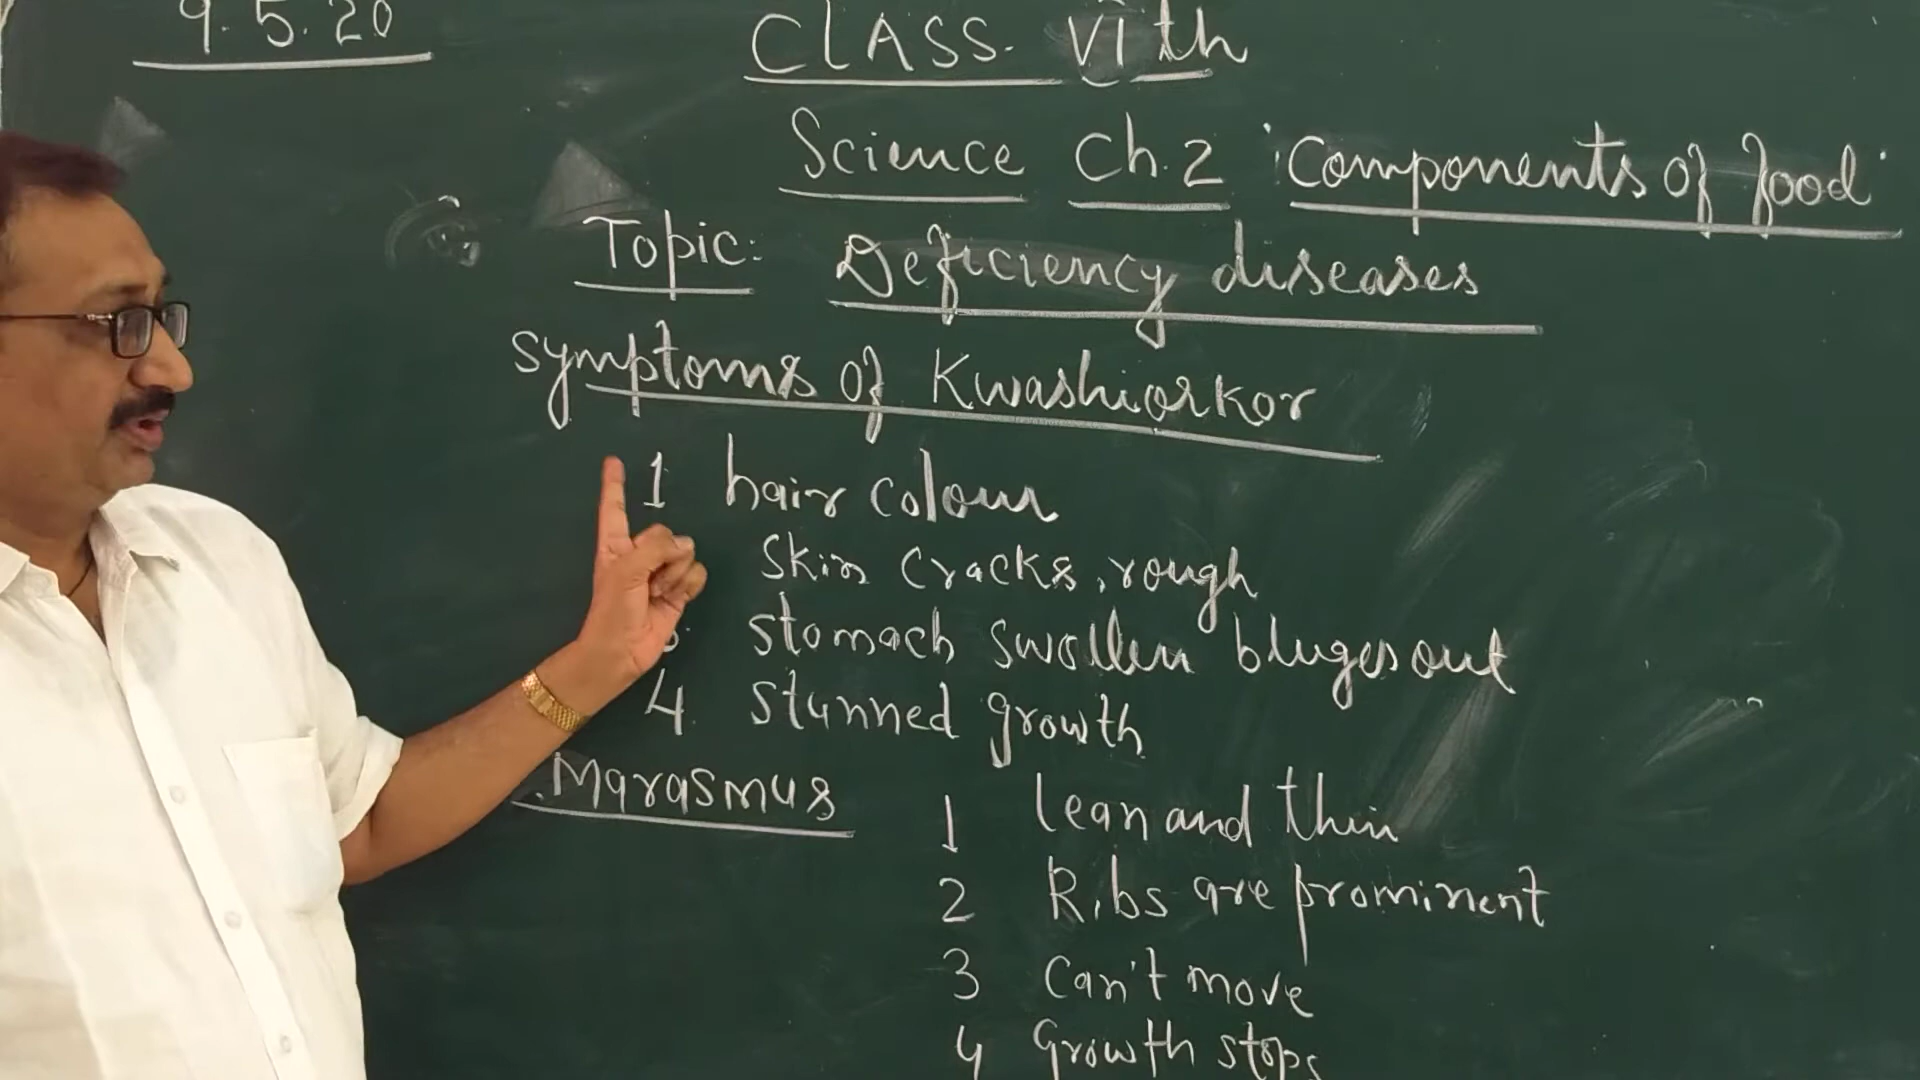 9.5.20
CLASS. VIth
Science Ch.2 'Components of food'
Topic: Deficiency diseases
Symptoms of Kwashiorkor
1 hair colour
Skin cracks, rough
3. Stomach swollen bluges out
4 Stunned growth
Marasmus
1 lean and thin
2 Ribs are prominent
3 Can't move
4 Growth stops